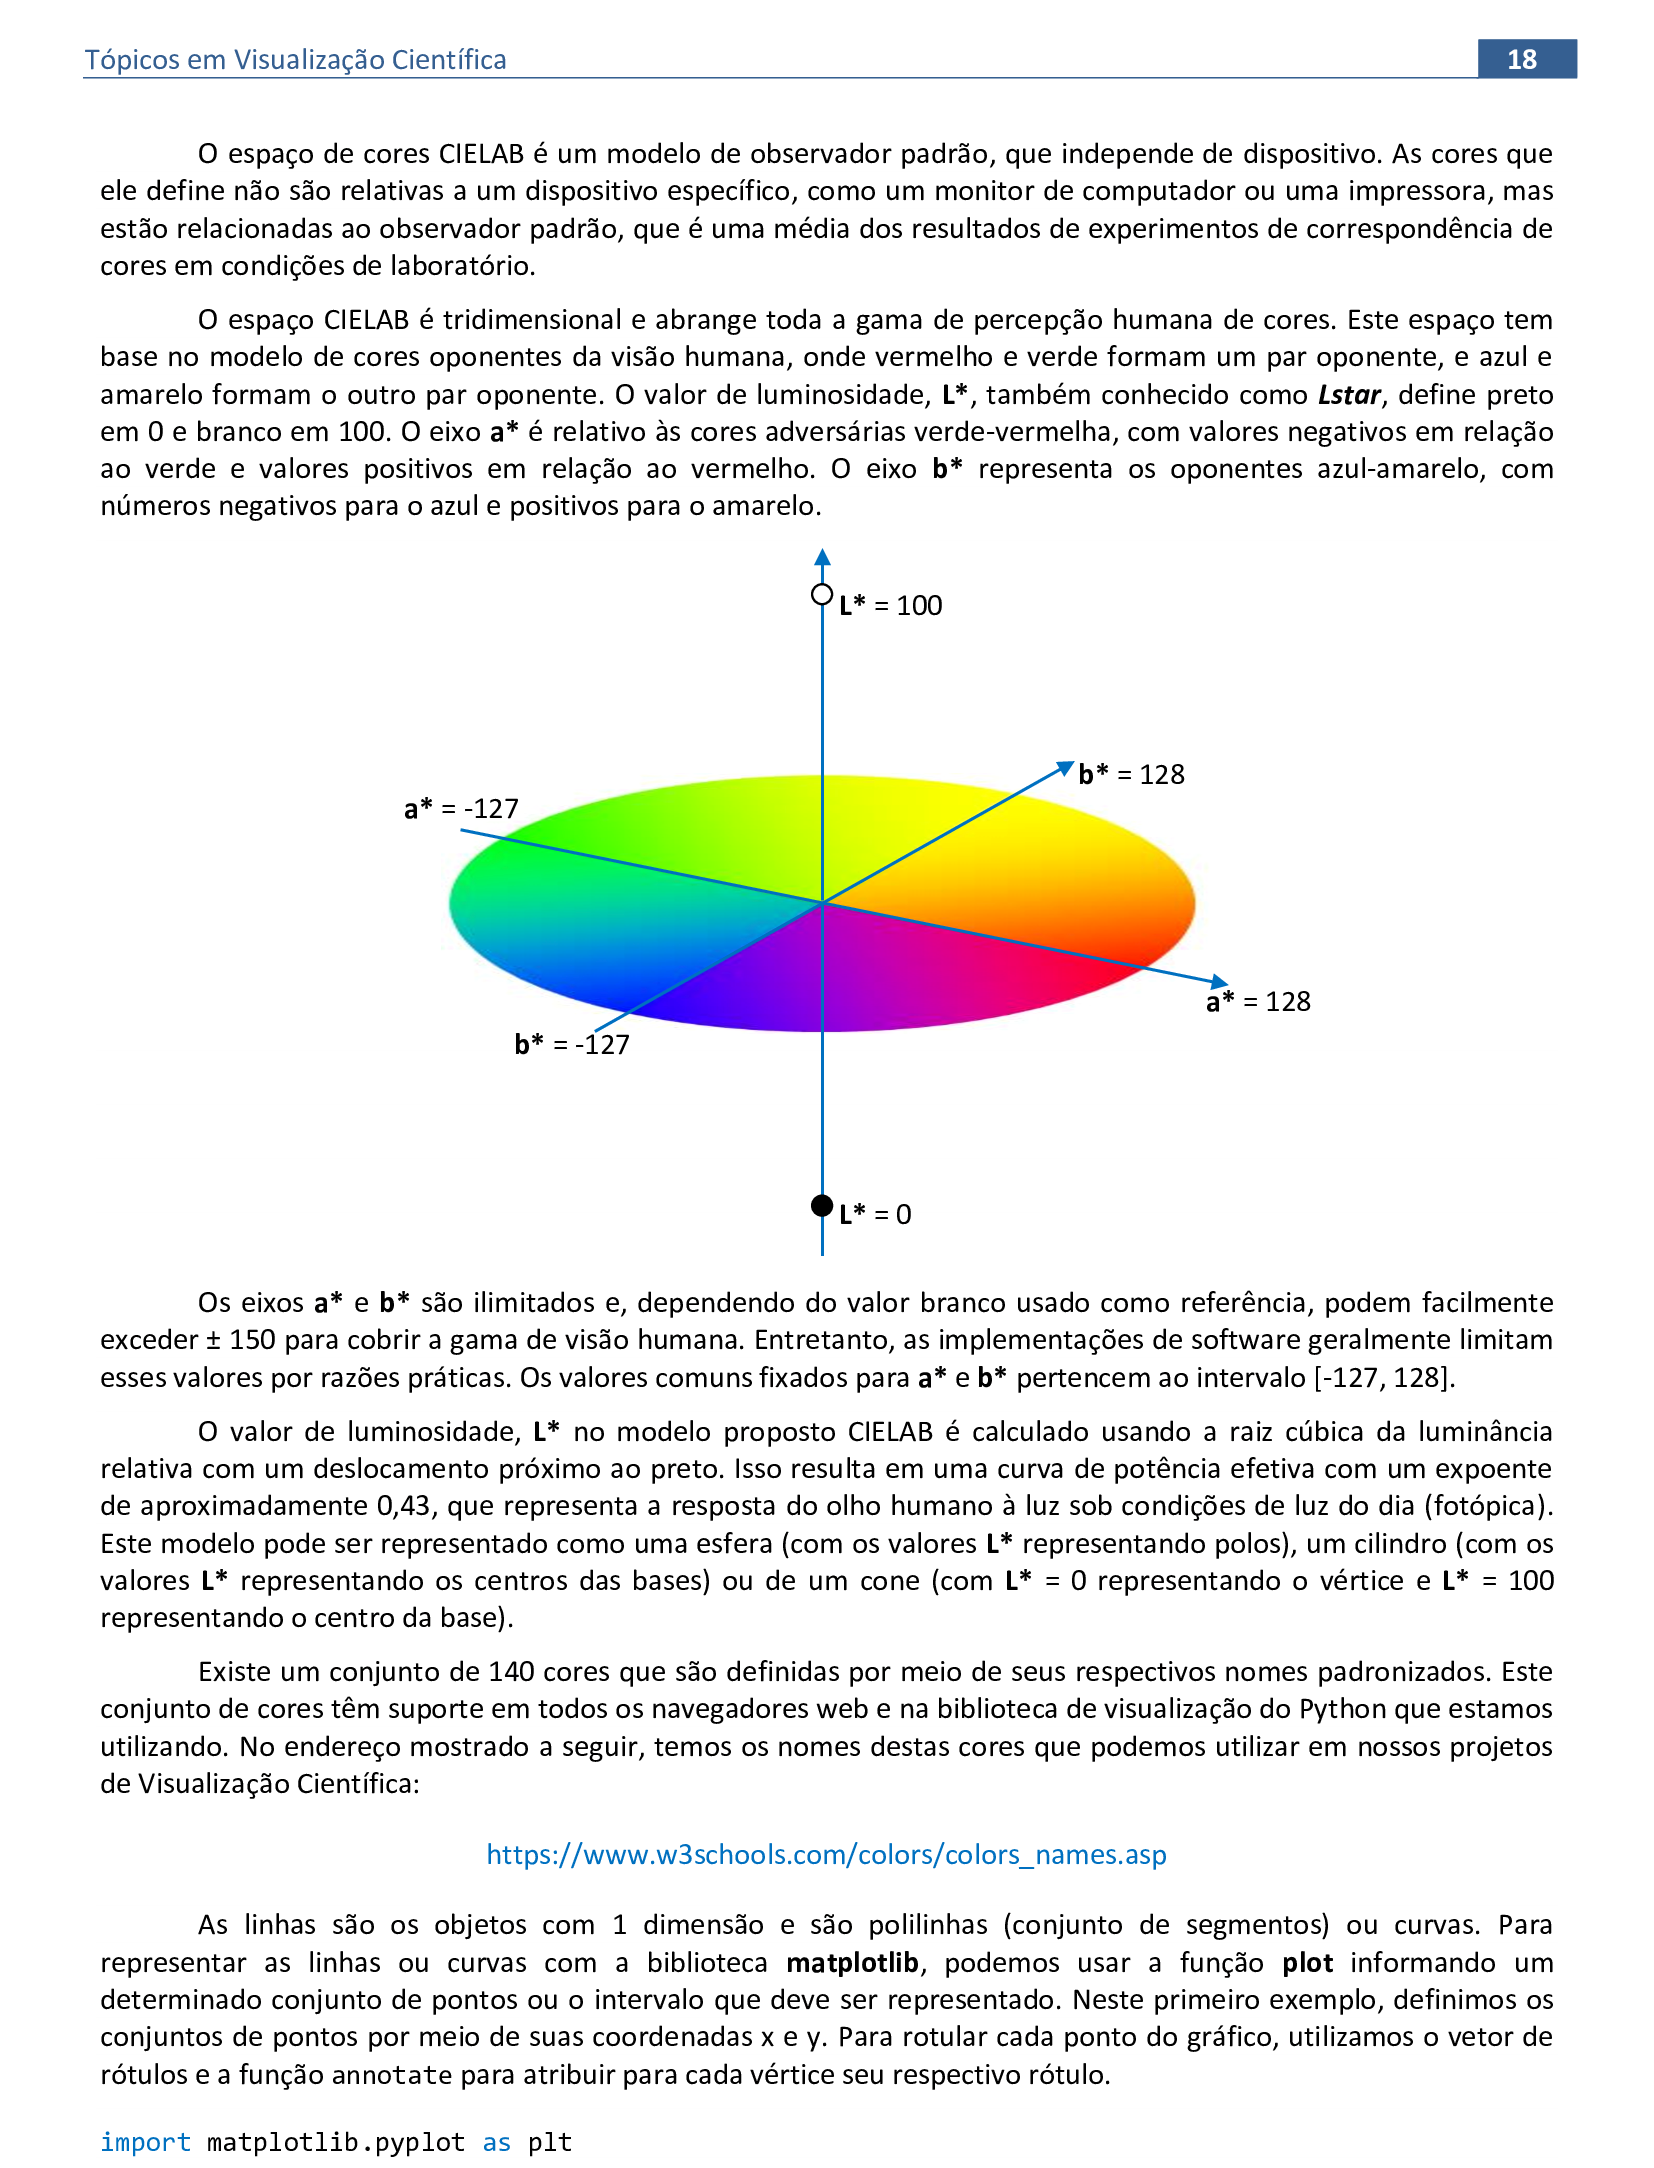 Tópicos em Visualização Científica
18
O espaço de cores CIELAB é um modelo de observador padrão, que independe de dispositivo. As cores que
ele define não são relativas a um dispositivo específico, como um monitor de computador ou uma impressora, mas
estão relacionadas ao observador padrão, que é uma média dos resultados de experimentos de correspondência de
cores em condições de laboratório.
O espaço CIELAB é tridimensional e abrange toda a gama de percepção humana de cores. Este espaço tem
base no modelo de cores oponentes da visão humana, onde vermelho e verde formam um par oponente, e azul e
amarelo formam o outro par oponente. O valor de luminosidade, L*, também conhecido como Lstar, define preto
em 0 e branco em 100. O eixo a* é relativo às cores adversárias verde-vermelha, com valores negativos em relação
ao verde e valores positivos em relação ao vermelho. O eixo b* representa os oponentes azul-amarelo, com
números negativos para o azul e positivos para o amarelo.
L* = 100
b* = 128
a* = -127
a* = 128
b* = -127
L* = 0
Os eixos a* e b* são ilimitados e, dependendo do valor branco usado como referência, podem facilmente
exceder ± 150 para cobrir a gama de visão humana. Entretanto, as implementações de software geralmente limitam
esses valores por razões práticas. Os valores comuns fixados para a* e b* pertencem ao intervalo [-127, 128].
O valor de luminosidade, L* no modelo proposto CIELAB é calculado usando a raiz cúbica da luminância
relativa com um deslocamento próximo ao preto. Isso resulta em uma curva de potência efetiva com um expoente
de aproximadamente 0,43, que representa a resposta do olho humano à luz sob condições de luz do dia (fotópica).
Este modelo pode ser representado como uma esfera (com os valores L* representando polos), um cilindro (com os
valores L* representando os centros das bases) ou de um cone (com L* = 0 representando o vértice e L* = 100
representando o centro da base).
Existe um conjunto de 140 cores que são definidas por meio de seus respectivos nomes padronizados. Este
conjunto de cores têm suporte em todos os navegadores web e na biblioteca de visualização do Python que estamos
utilizando. No endereço mostrado a seguir, temos os nomes destas cores que podemos utilizar em nossos projetos
de Visualização Científica:
https://www.w3schools.com/colors/colors_names.asp
As linhas são os objetos com 1 dimensão e são polilinhas (conjunto de segmentos) ou curvas. Para
representar as linhas ou curvas com a biblioteca matplotlib, podemos usar a função plot informando um
determinado conjunto de pontos ou o intervalo que deve ser representado. Neste primeiro exemplo, definimos os
conjuntos de pontos por meio de suas coordenadas x e y. Para rotular cada ponto do gráfico, utilizamos o vetor de
rótulos e a função annotate para atribuir para cada vértice seu respectivo rótulo.
import matplotlib.pyplot as plt